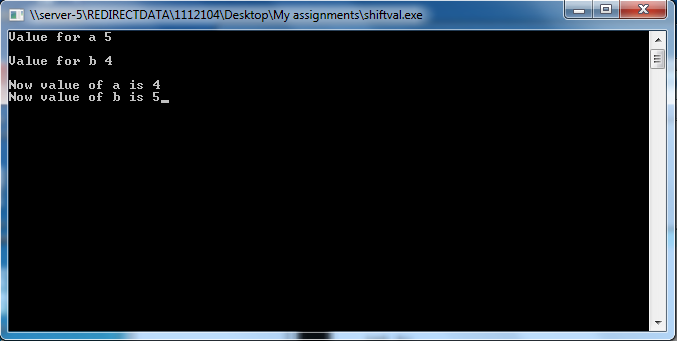 \\server-5\REDIRECTDATA\1112104\Desktop\My assignments\shiftval.exe
Value for a 5
Value for b 4
Now value of a is 4
Now value of b is 5